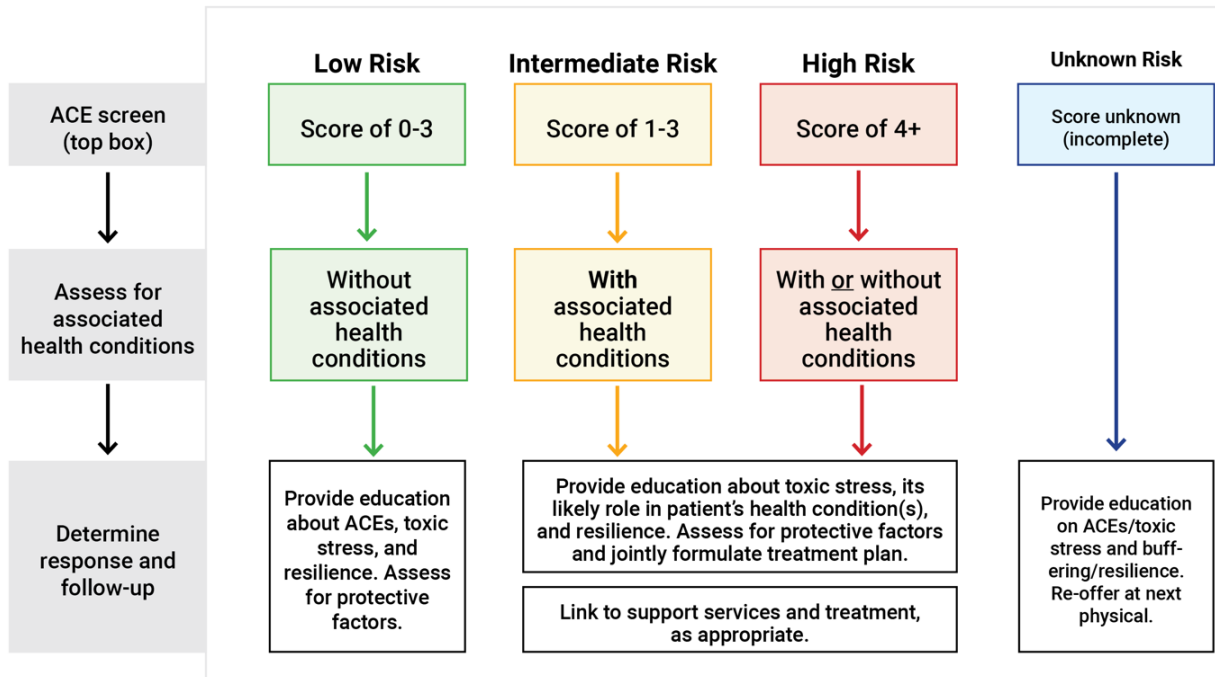 Low Risk
Intermediate Risk
High Risk
Unknown Risk
ACE screen
(top box)
Score of 0-3
Score of 1-3
Score of 4+
Score unknown
(incomplete)
Assess for
associated
health conditions
Without
associated
health
conditions
With
associated
health
conditions
With or without
associated
health
conditions
Determine
response and
follow-up
Provide education
about ACEs, toxic
stress, and
resilience. Assess
for protective
factors.
Provide education about toxic stress, its
likely role in patient’s health condition(s),
and resilience. Assess for protective factors
and jointly formulate treatment plan.
Link to support services and treatment,
as appropriate.
Provide education
on ACEs/toxic
stress and buff-
ering/resilience.
Re-offer at next
physical.